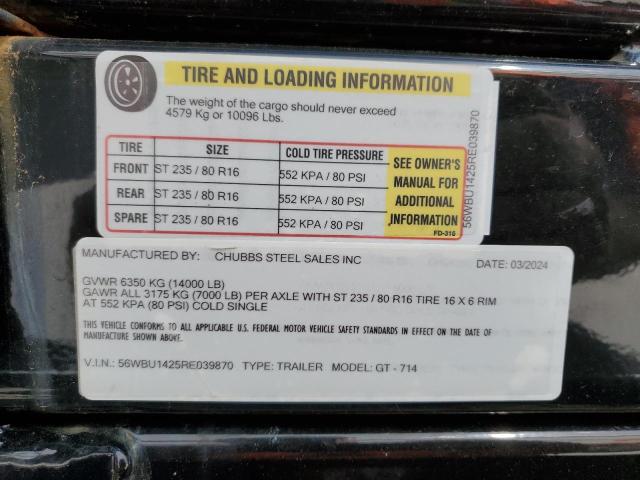 TIRE AND LOADING INFORMATION
The weight of the cargo should never exceed
4579 Kg or 10096 Lbs.
TIRE SIZE COLD TIRE PRESSURE
FRONT ST 235 / 80 R16 552 KPA / 80 PSI
REAR ST 235 / 80 R16 552 KPA / 80 PSI
SPARE ST 235 / 80 R16 552 KPA / 80 PSI
SEE OWNER'S
MANUAL FOR
ADDITIONAL
INFORMATION
FD-316
56WBU1425RE039870
MANUFACTURED BY: CHUBBS STEEL SALES INC
DATE: 03/2024
GVWR 6350 KG (14000 LB)
GAWR ALL 3175 KG (7000 LB) PER AXLE WITH ST 235 / 80 R16 TIRE 16 X 6 RIM
AT 552 KPA (80 PSI) COLD SINGLE
THIS VEHICLE CONFORMS TO ALL APPLICABLE U.S. FEDERAL MOTOR VEHICLE SAFETY STANDARDS IN EFFECT ON THE DATE OF
MANUFACTURE SHOWN ABOVE.
V.I.N.: 56WBU1425RE039870 TYPE: TRAILER MODEL: GT - 714